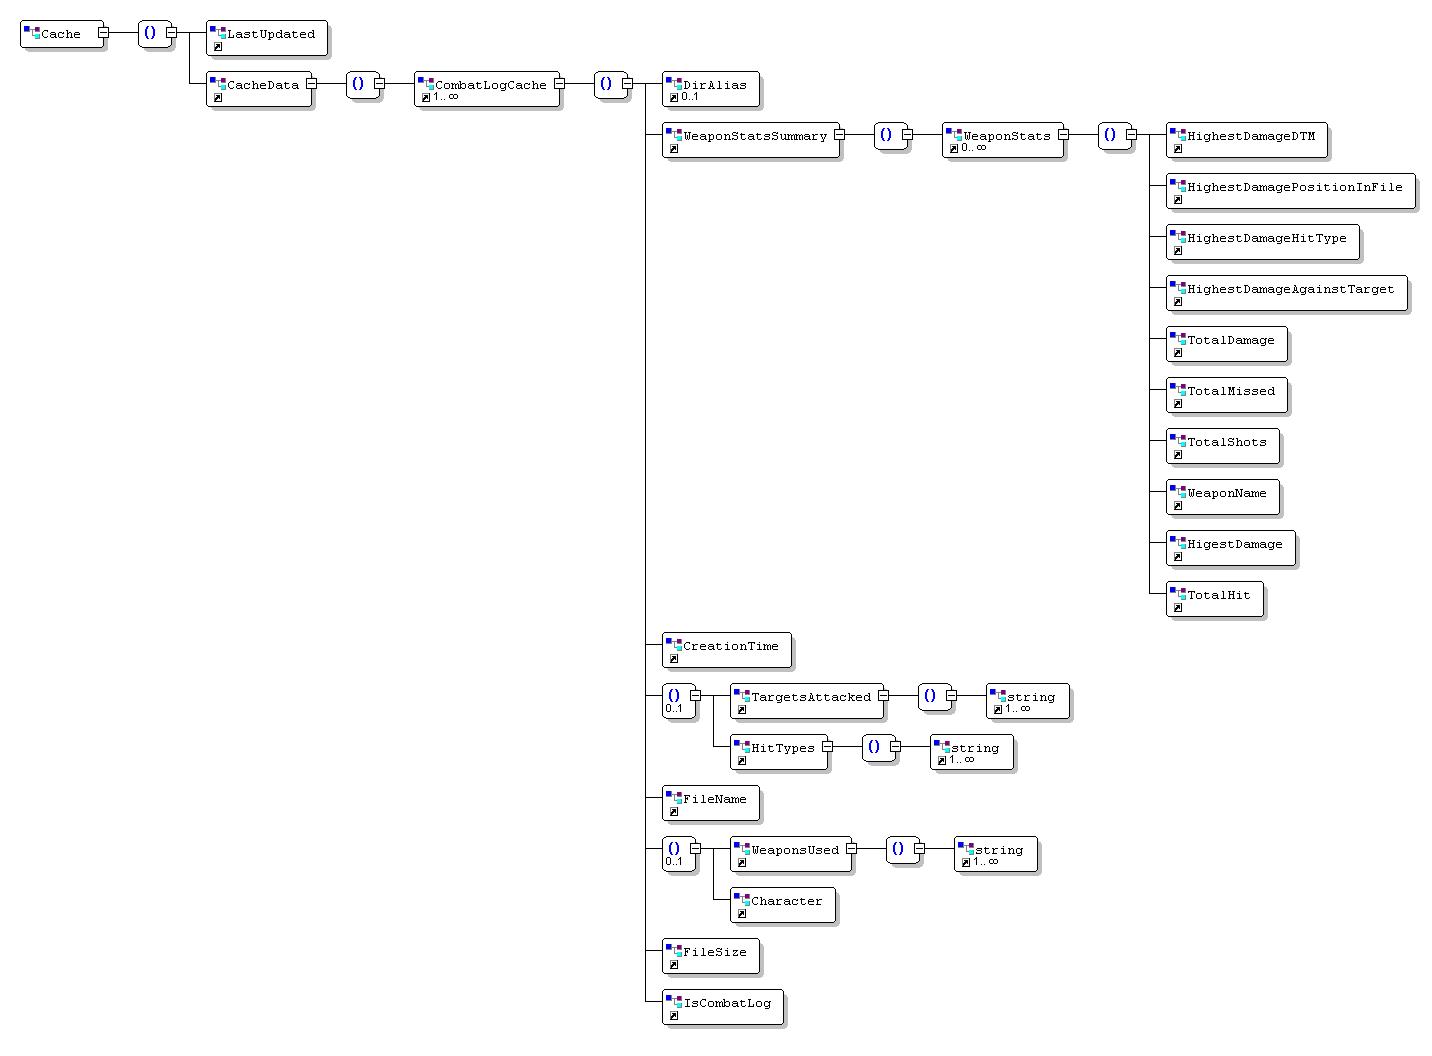 Cache () LastUpdated
CacheData () CombatLogCache () DirAlias
1..∞ 0..1
WeaponStatsSummary () WeaponStats () HighestDamageDTM
0..∞
HighestDamagePositionInFile
HighestDamageHitType
HighestDamageAgainstTarget
TotalDamage
TotalMissed
TotalShots
WeaponName
HigestDamage
TotalHit
CreationTime
() TargetsAttacked () string
0..1 1..∞
HitTypes () string
1..∞
FileName
() WeaponsUsed () string
0..1 1..∞
Character
FileSize
IsCombatLog